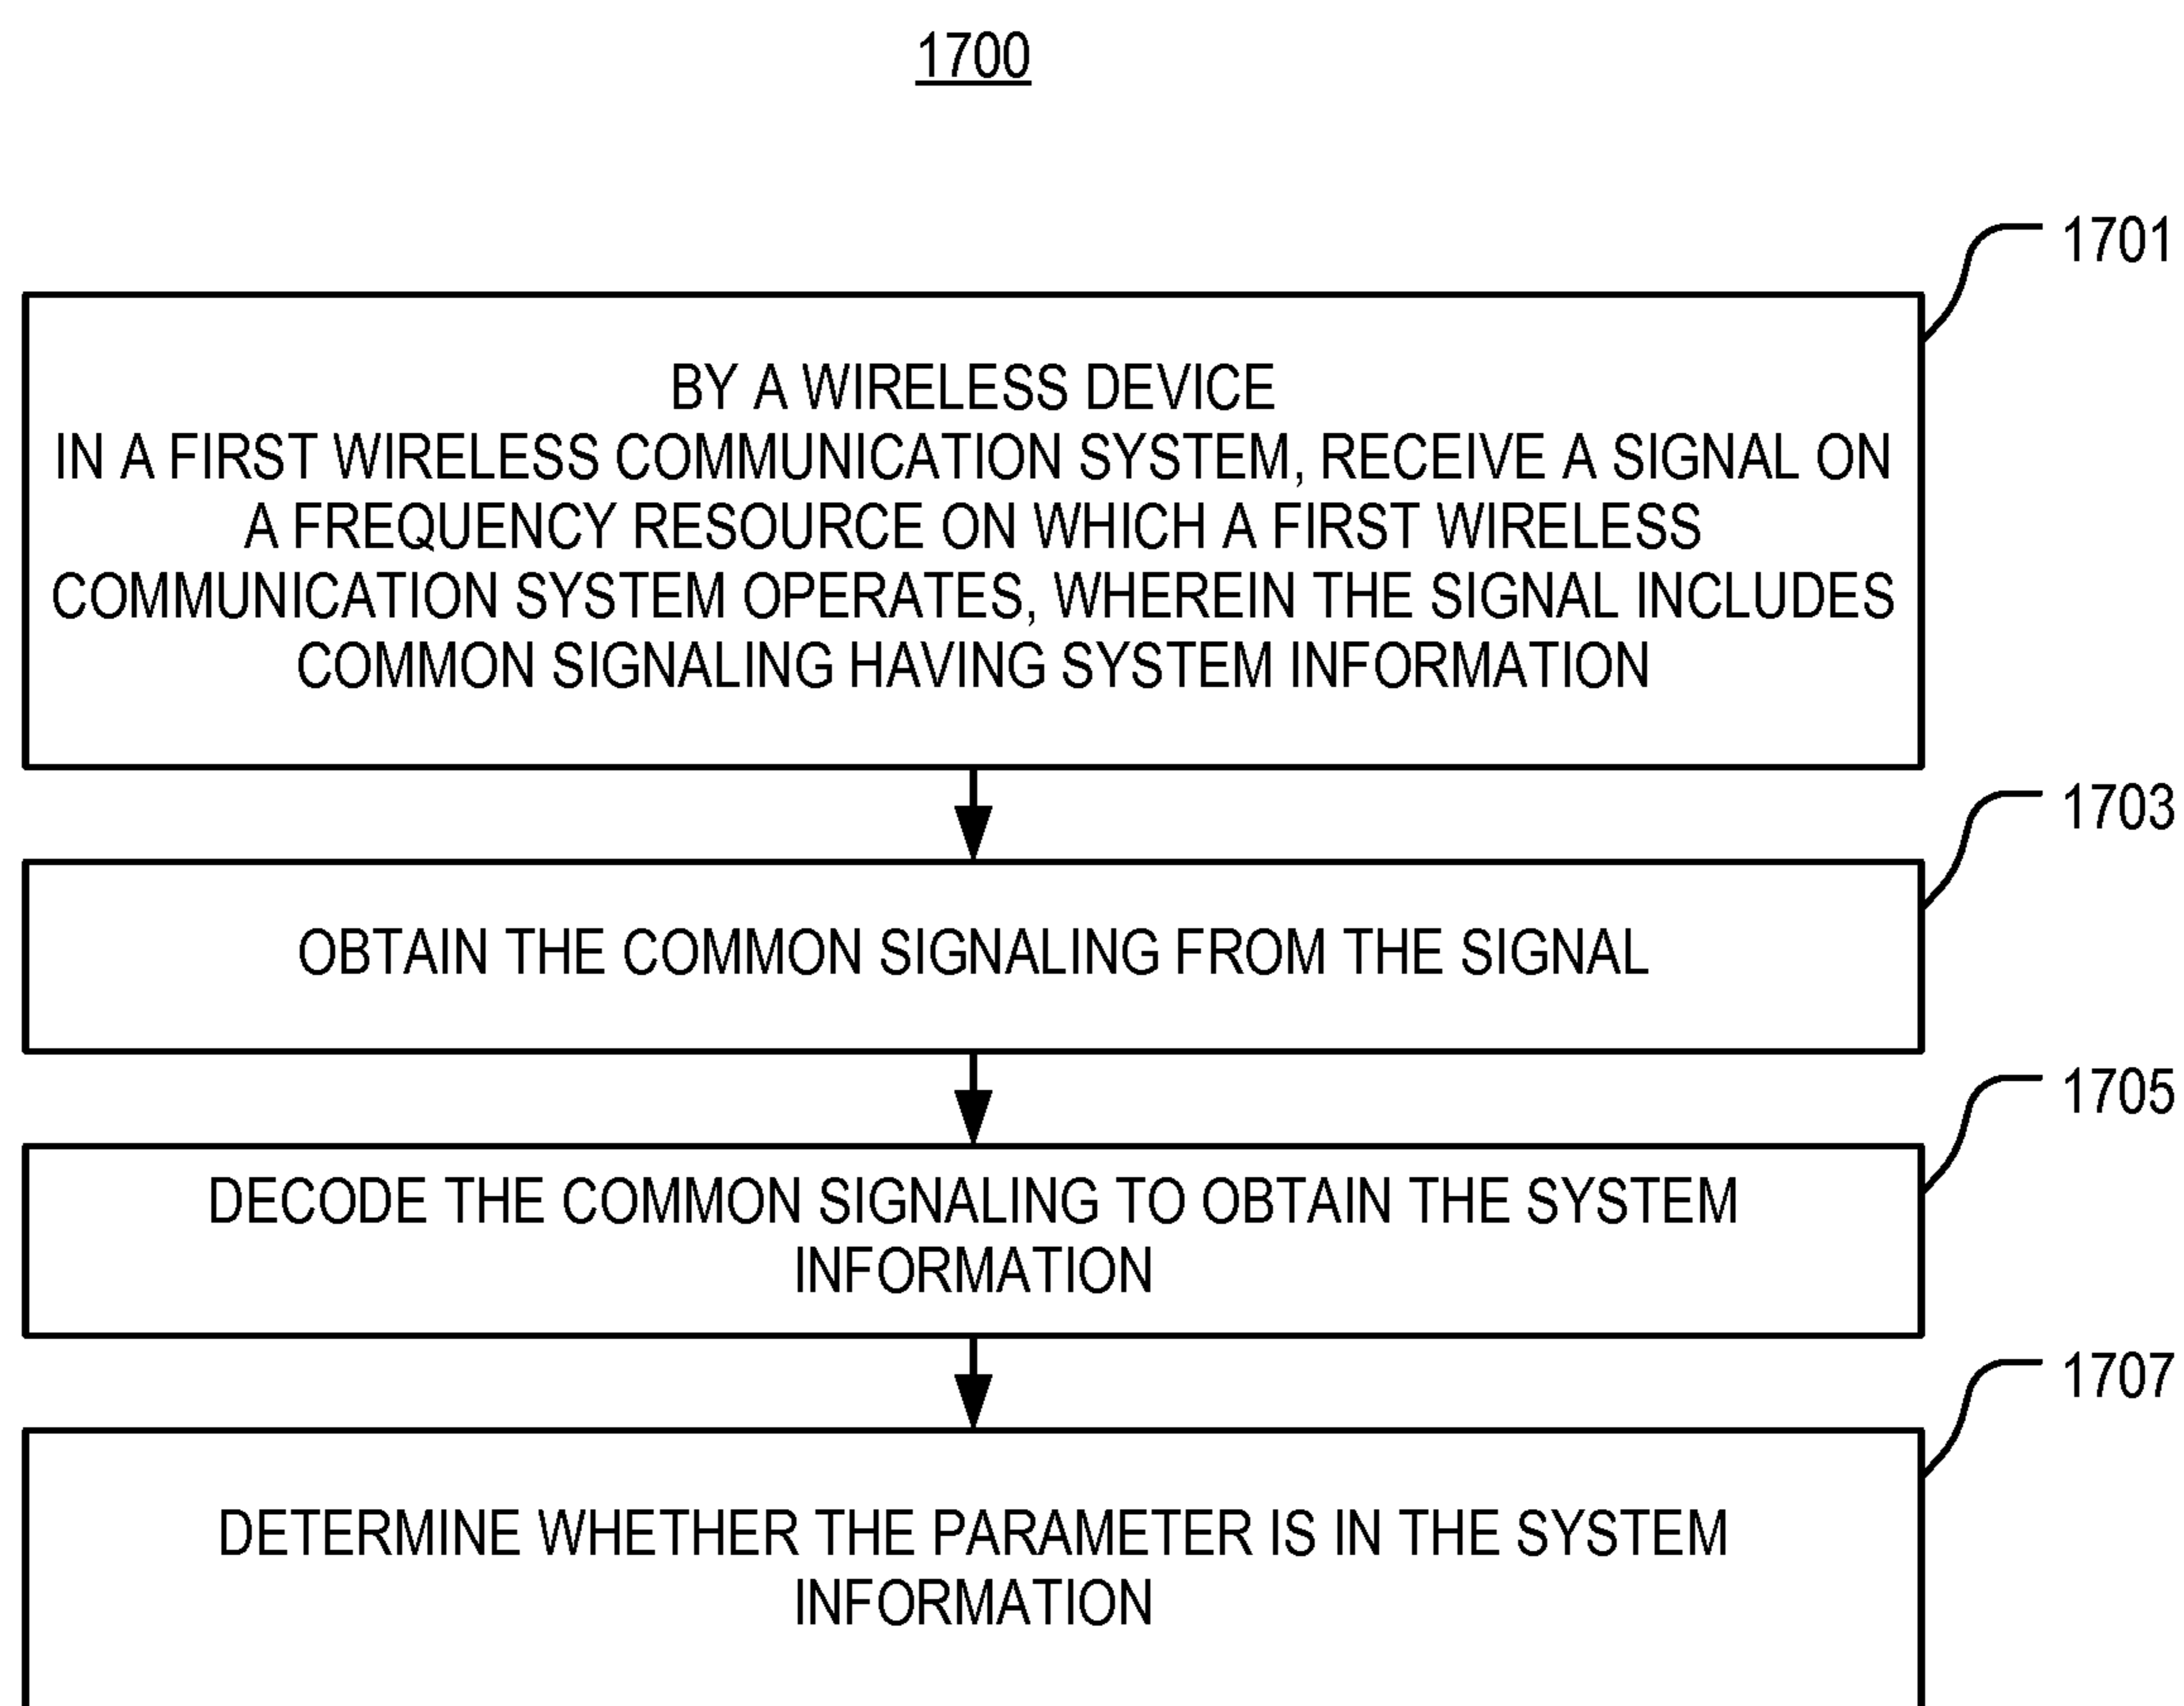 1700
1701
BY A WIRELESS DEVICE
IN A FIRST WIRELESS COMMUNICATION SYSTEM, RECEIVE A SIGNAL ON
A FREQUENCY RESOURCE ON WHICH A FIRST WIRELESS
COMMUNICATION SYSTEM OPERATES, WHEREIN THE SIGNAL INCLUDES
COMMON SIGNALING HAVING SYSTEM INFORMATION
1703
OBTAIN THE COMMON SIGNALING FROM THE SIGNAL
1705
DECODE THE COMMON SIGNALING TO OBTAIN THE SYSTEM
INFORMATION
1707
DETERMINE WHETHER THE PARAMETER IS IN THE SYSTEM
INFORMATION